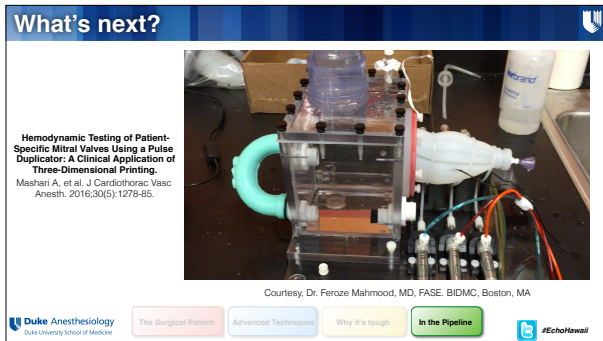 What's next?
Hemodynamic Testing of Patient-
Specific Mitral Valves Using a Pulse
Duplicator: A Clinical Application of
Three-Dimensional Printing.
Mashari A, et al. J Cardiothorac Vasc
Anesth. 2016;30(5):1278-85.
Courtesy, Dr. Feroze Mahmood, MD, FASE. BIDMC, Boston, MA
Duke Anesthesiology
Duke University School of Medicine
The Surgical Patient
Advanced Techniques
Why it's tough
In the Pipeline
#EchoHawaii